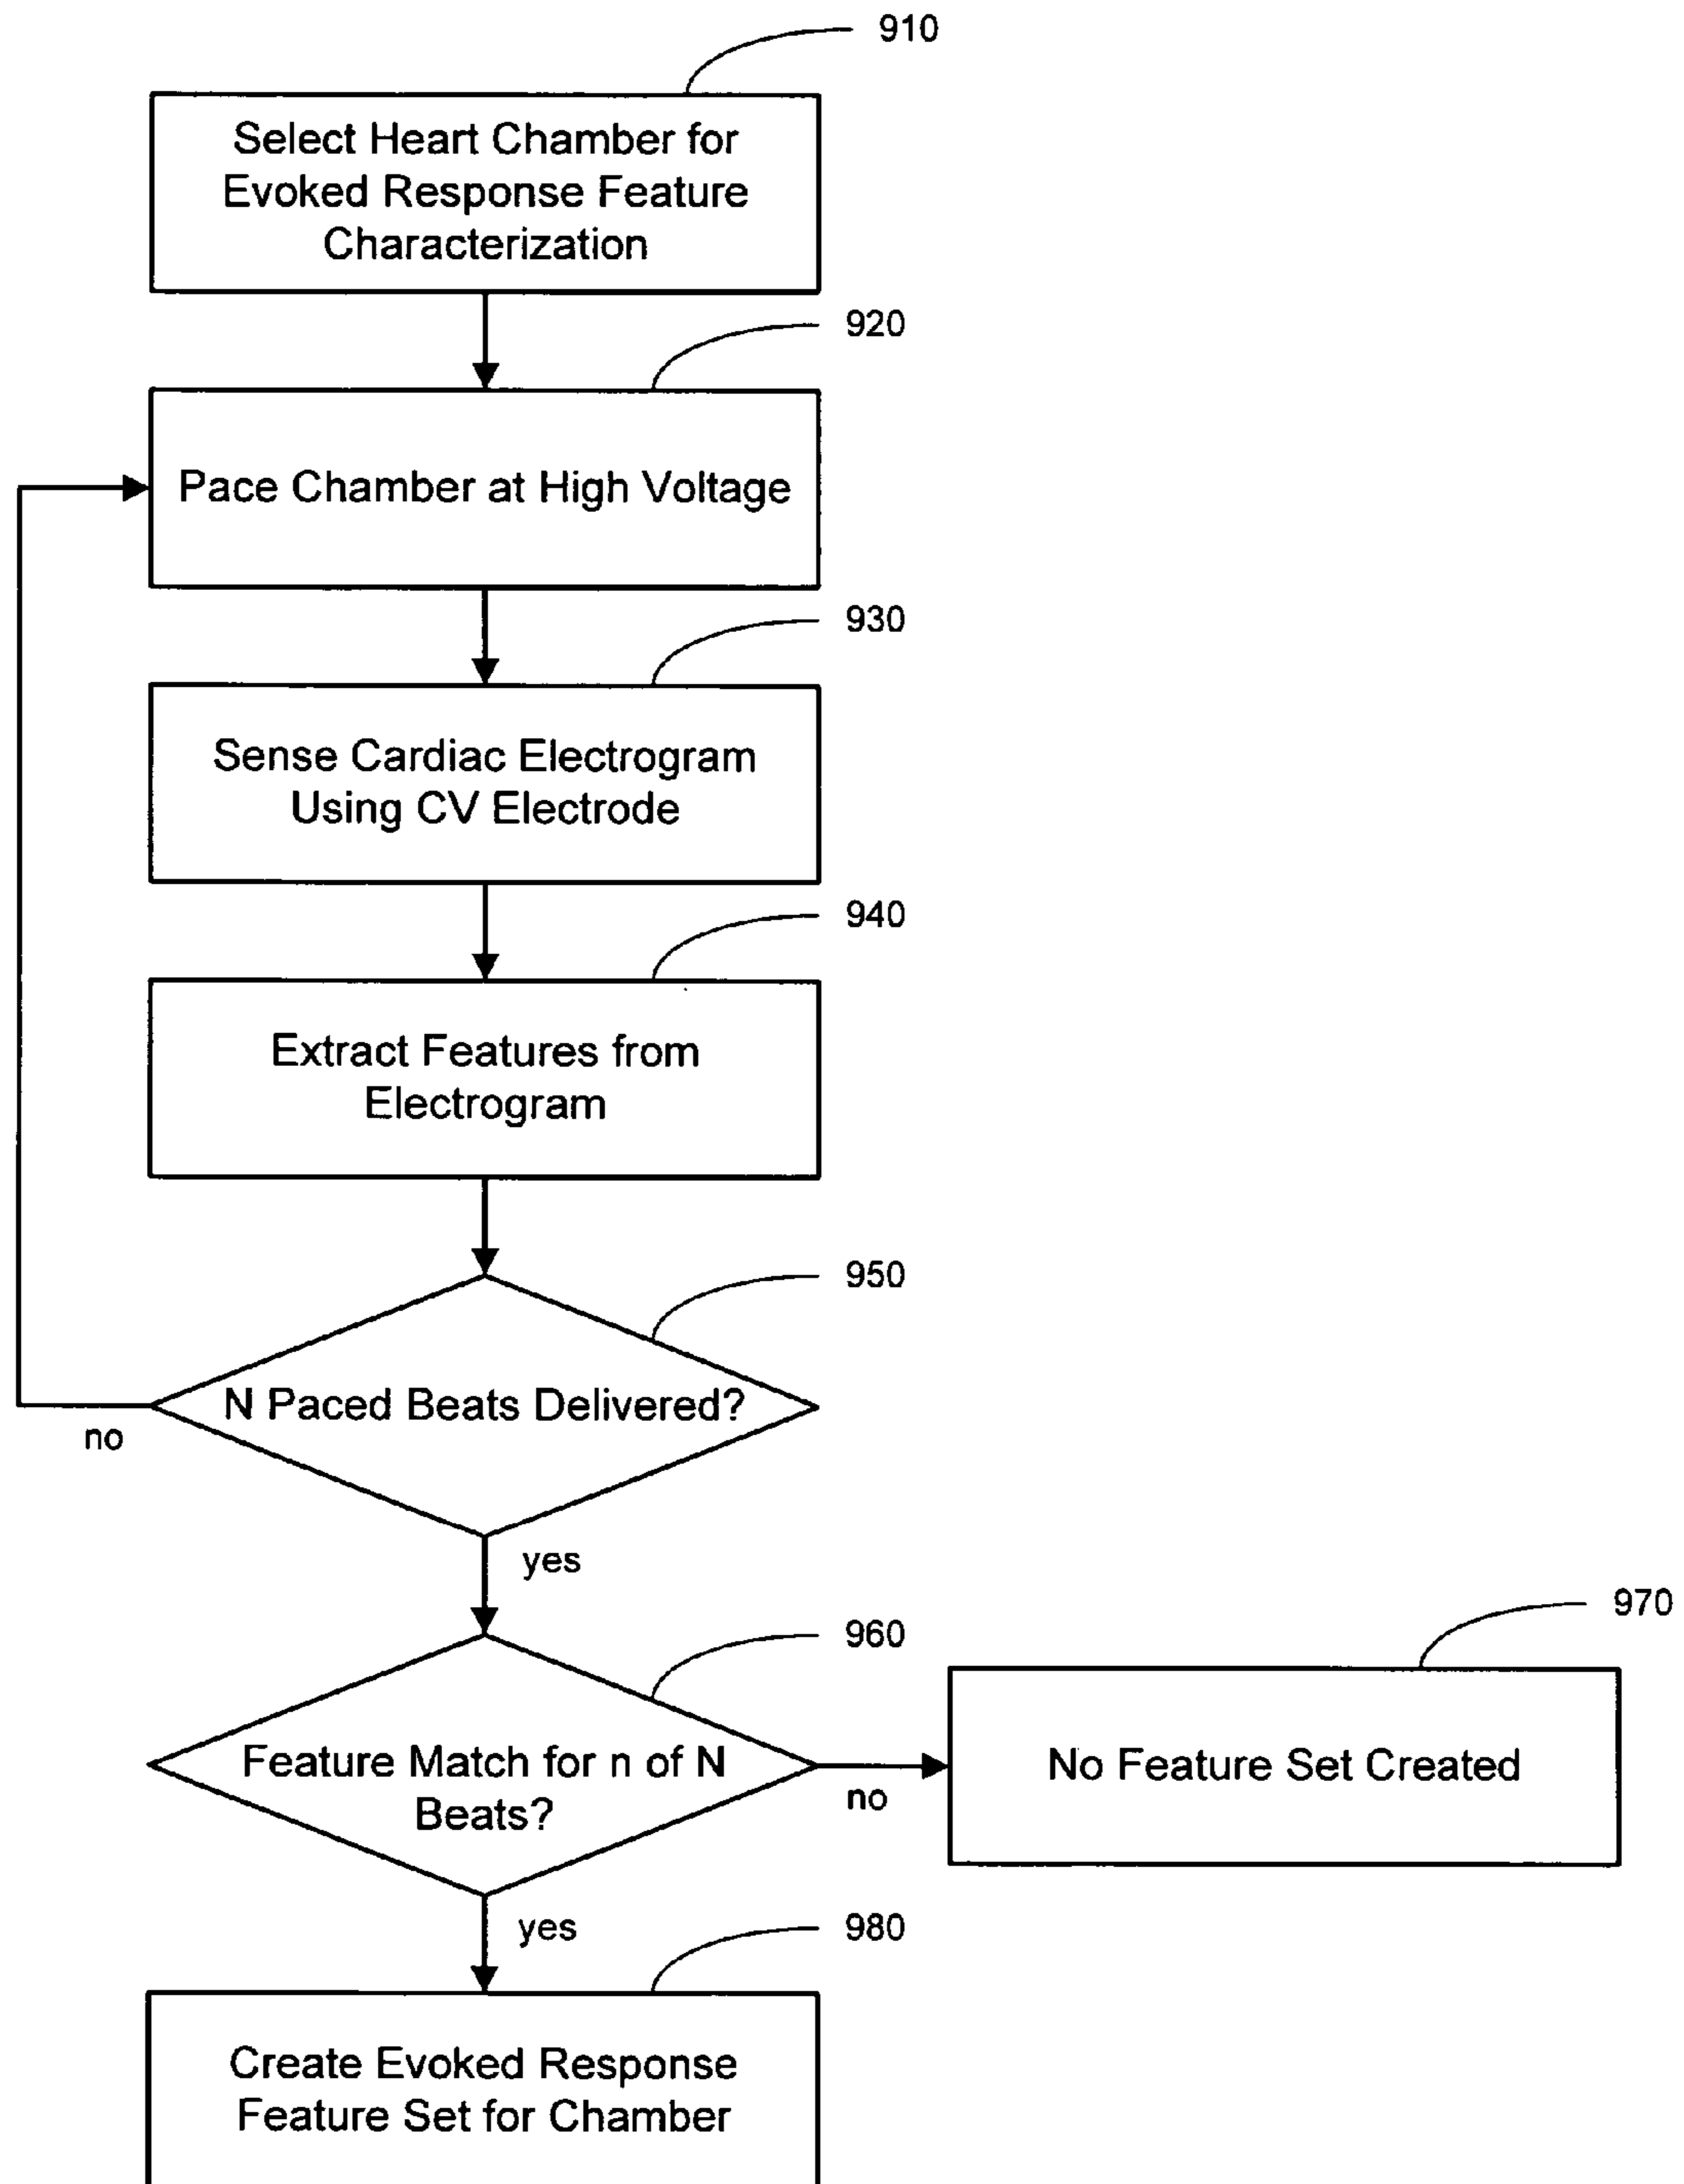 910
Select Heart Chamber for
Evoked Response Feature
Characterization
920
Pace Chamber at High Voltage
930
Sense Cardiac Electrogram
Using CV Electrode
940
Extract Features from
Electrogram
950
N Paced Beats Delivered?
no
yes
960
970
Feature Match for n of N
Beats?
no
No Feature Set Created
yes
980
Create Evoked Response
Feature Set for Chamber